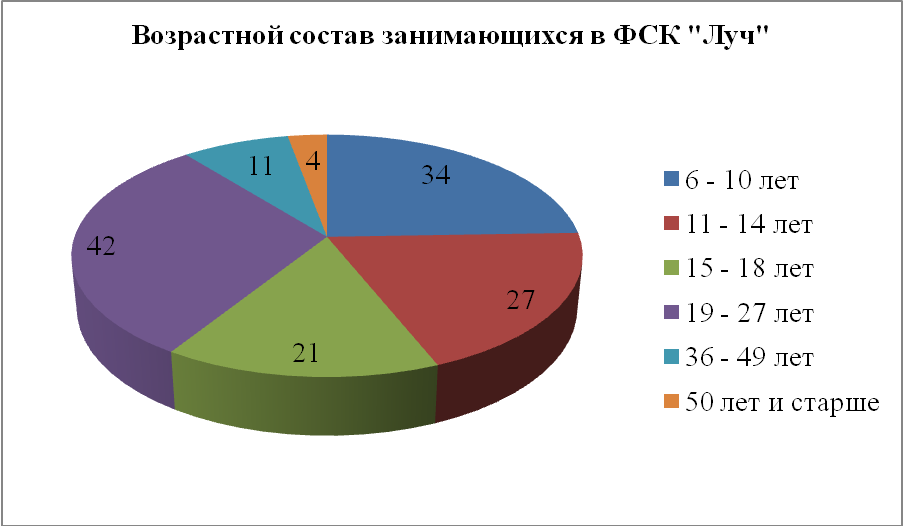 Возрастной состав занимающихся в ФСК "Луч"
34
27
21
42
11
4
6 - 10 лет
11 - 14 лет
15 - 18 лет
19 - 27 лет
36 - 49 лет
50 лет и старше